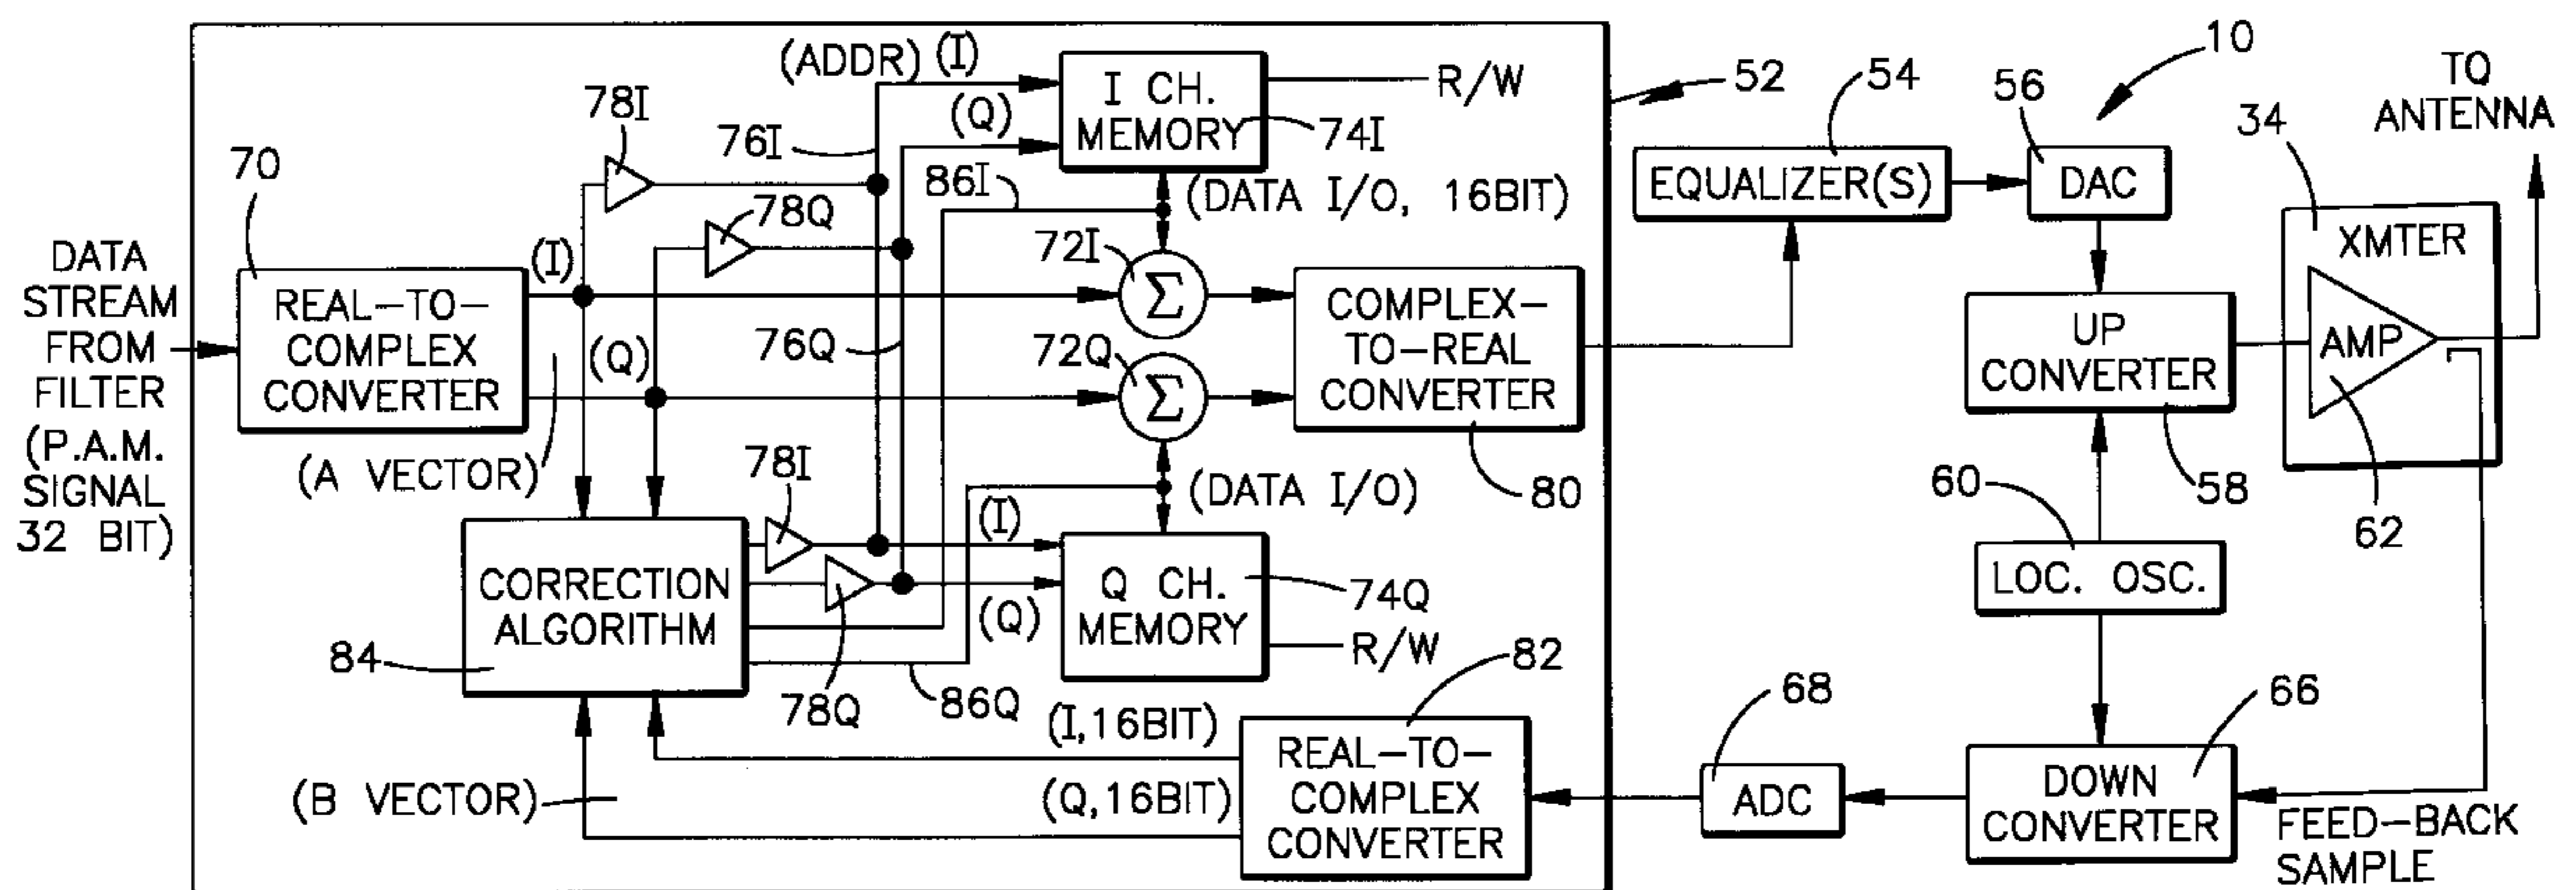 DATA
STREAM
FROM
FILTER
(P.A.M.
SIGNAL
32 BIT)
70
REAL-TO-
COMPLEX
CONVERTER
(I)
(Q)
(A VECTOR)
78I
78Q
76I
76Q
(ADDR) (I)
(Q)
I CH.
MEMORY
74I
R/W
86I
(DATA I/O, 16BIT)
72I
Σ
72Q
Σ
COMPLEX-
TO-REAL
CONVERTER
80
(DATA I/O)
78I
(I)
CORRECTION
ALGORITHM
84
78Q
(Q)
Q CH.
MEMORY
74Q
R/W
86Q
(I,16BIT)
(Q,16BIT)
(B VECTOR)
82
REAL-TO-
COMPLEX
CONVERTER
52
54
EQUALIZER(S)
56
DAC
10
34
TO
ANTENNA
XMTER
AMP
62
UP
CONVERTER
58
60
LOC. OSC.
68
ADC
66
DOWN
CONVERTER
FEED-BACK
SAMPLE